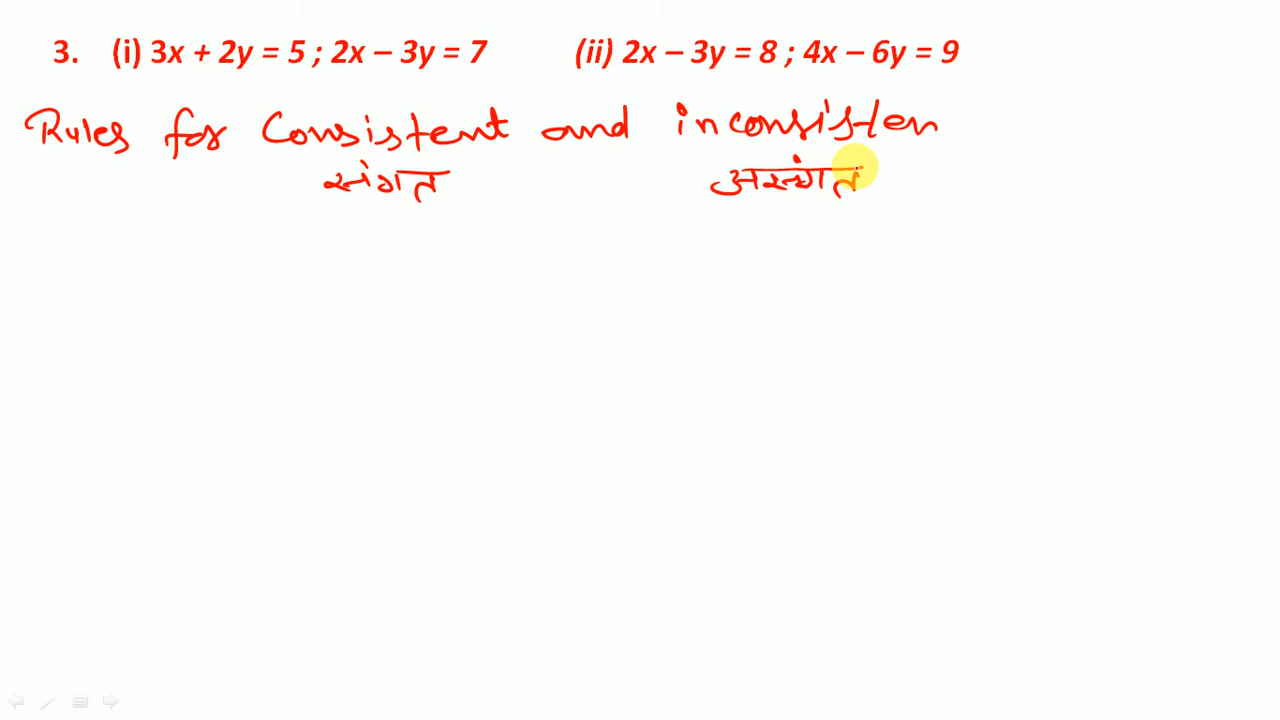 3. (i) 3x + 2y = 5 ; 2x – 3y = 7 (ii) 2x – 3y = 8 ; 4x – 6y = 9
Rules for Consistent and inconsisten
संगत असंगत